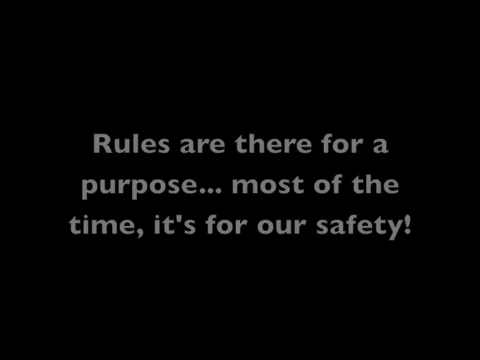 Rules are there for a
purpose... most of the
time, it's for our safety!